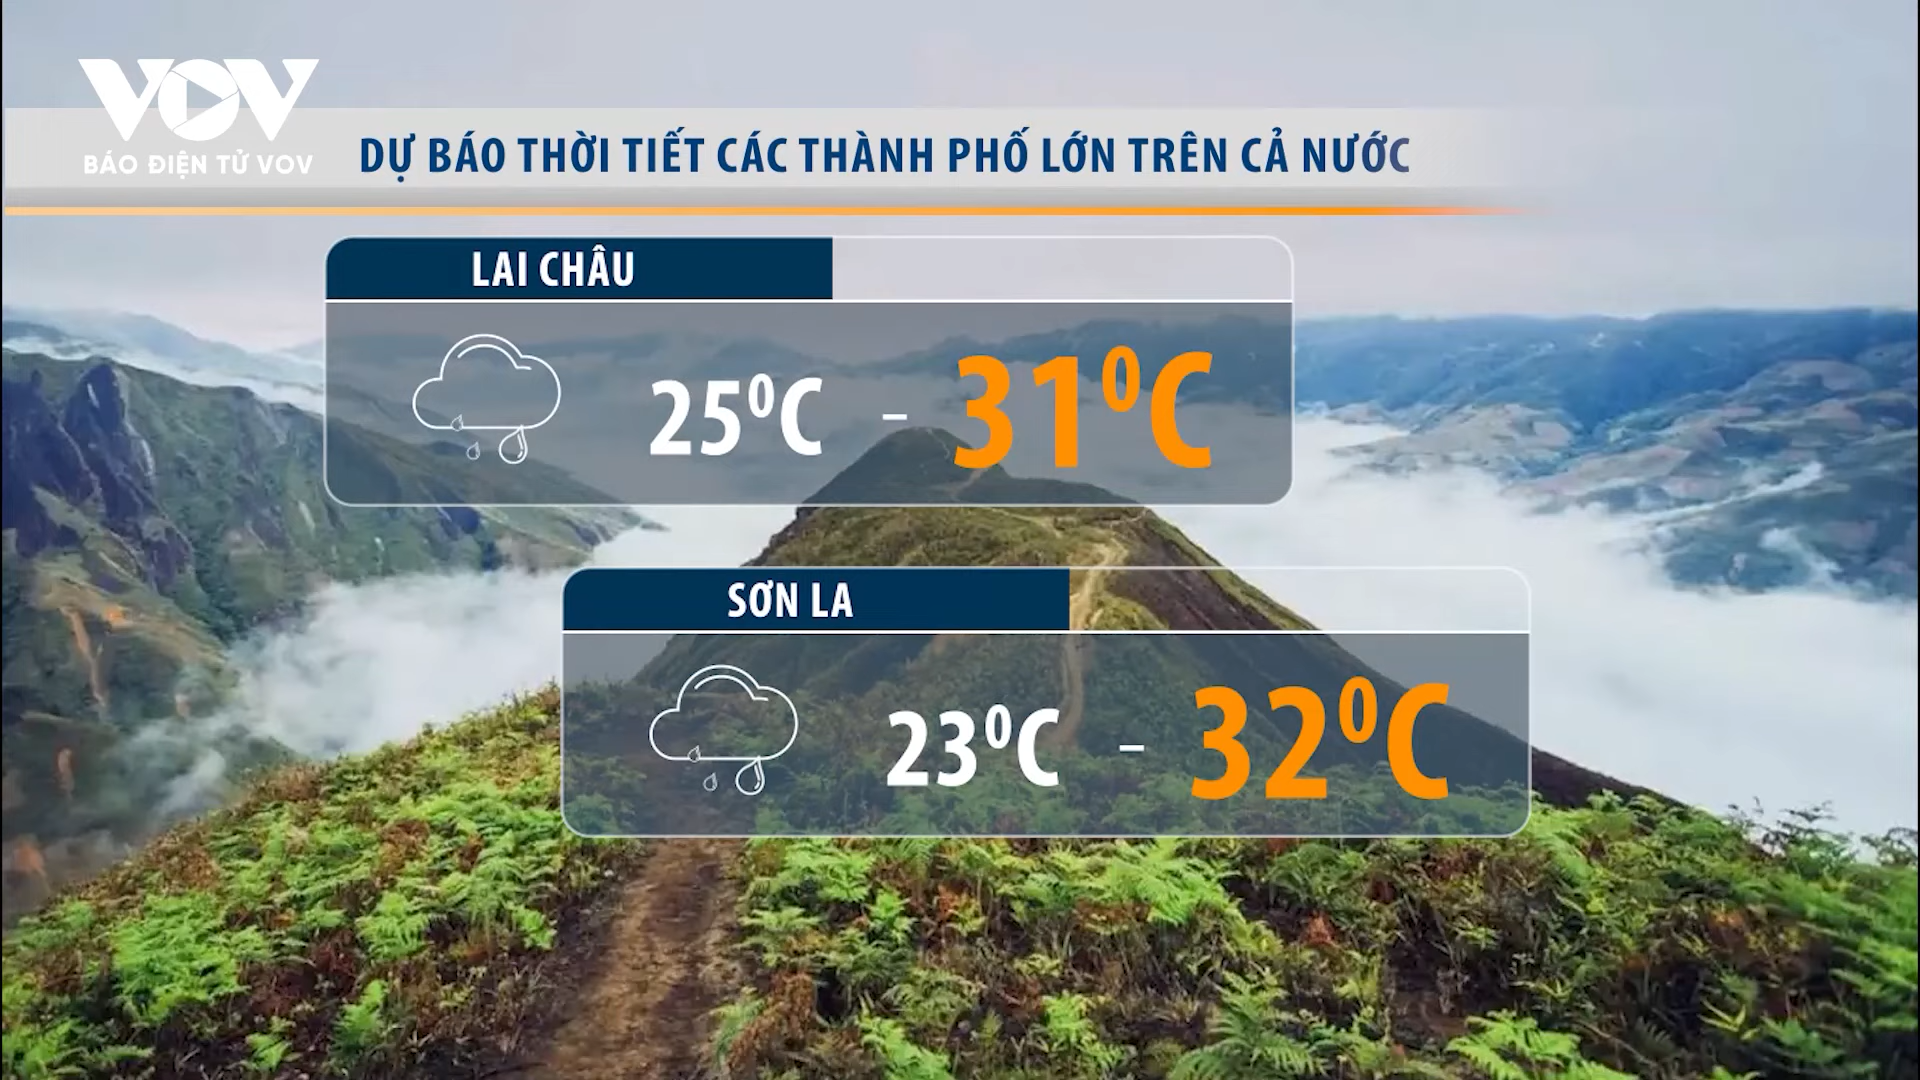 VOV
BÁO ĐIỆN TỬ VOV
DỰ BÁO THỜI TIẾT CÁC THÀNH PHỐ LỚN TRÊN CẢ NƯỚC
LAI CHÂU
25⁰C - 31⁰C
SƠN LA
23⁰C - 32⁰C